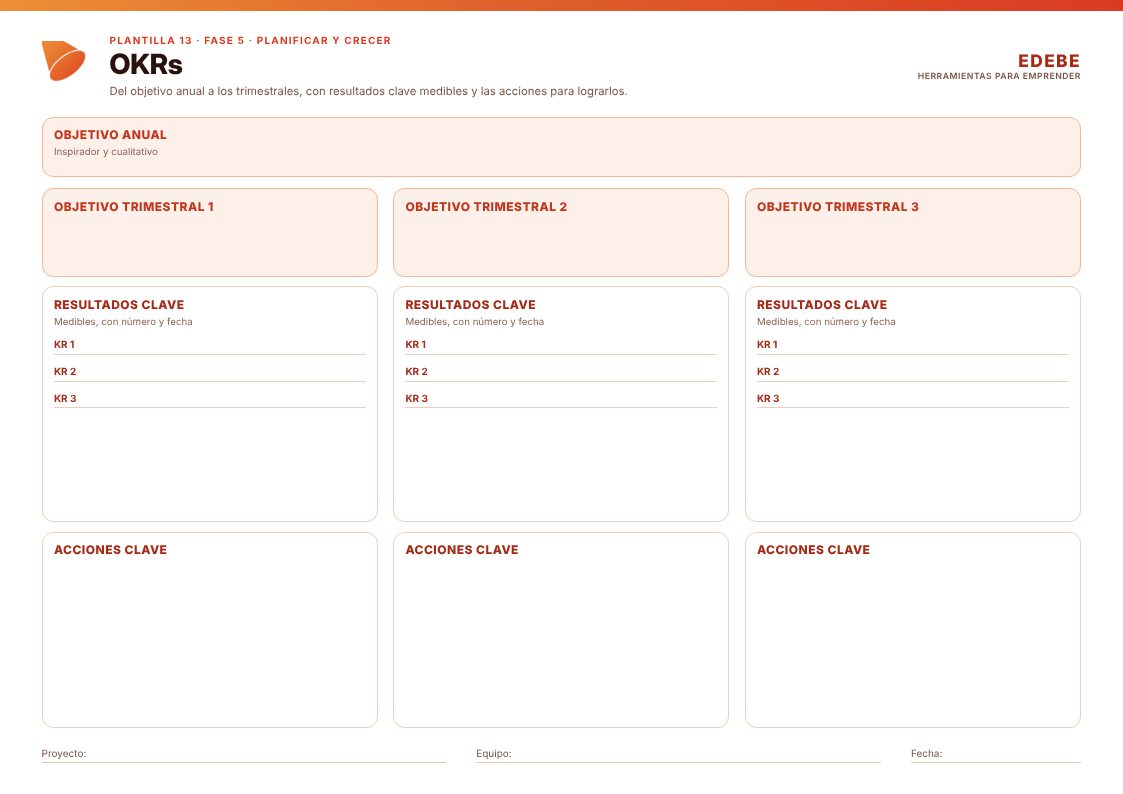 PLANTILLA 13 · FASE 5 · PLANIFICAR Y CRECER
OKRs
Del objetivo anual a los trimestrales, con resultados clave medibles y las acciones para lograrlos.
EDEBE
HERRAMIENTAS PARA EMPRENDER
OBJETIVO ANUAL
Inspirador y cualitativo
OBJETIVO TRIMESTRAL 1
OBJETIVO TRIMESTRAL 2
OBJETIVO TRIMESTRAL 3
RESULTADOS CLAVE
Medibles, con número y fecha
KR 1
KR 2
KR 3
RESULTADOS CLAVE
Medibles, con número y fecha
KR 1
KR 2
KR 3
RESULTADOS CLAVE
Medibles, con número y fecha
KR 1
KR 2
KR 3
ACCIONES CLAVE
ACCIONES CLAVE
ACCIONES CLAVE
Proyecto:
Equipo:
Fecha: